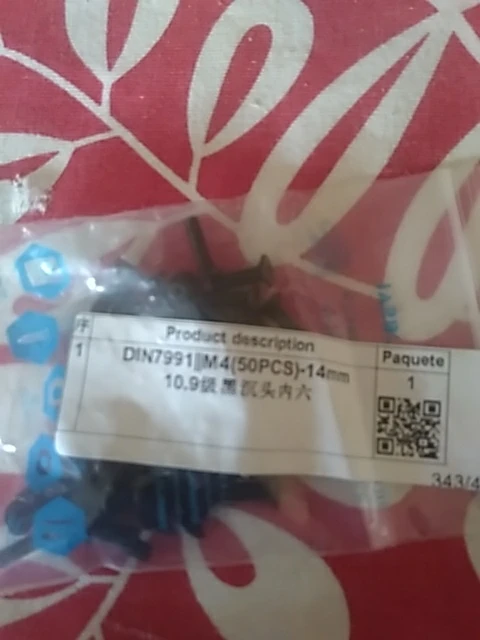 序
Product description
Paquete
1
DIN7991||M4(50PCS)-14mm
1
10.9级黑沉头内六
343/4